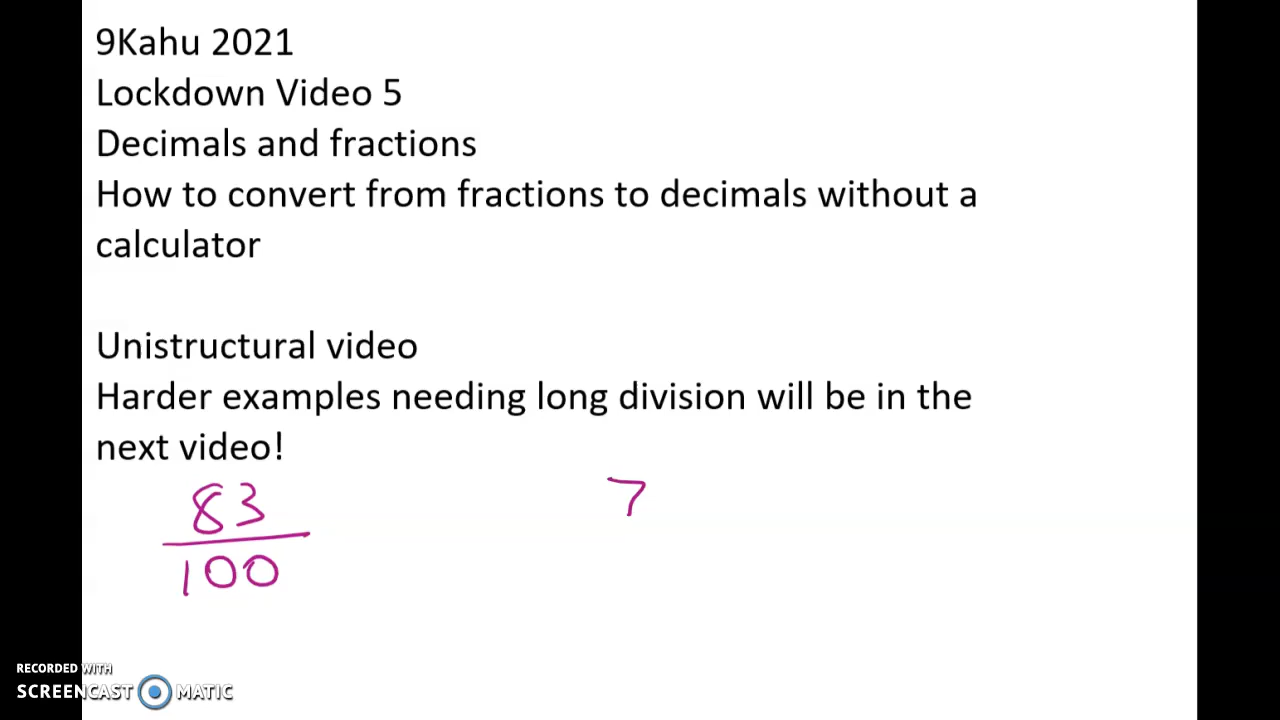 9Kahu 2021
Lockdown Video 5
Decimals and fractions
How to convert from fractions to decimals without a
calculator
Unistructural video
Harder examples needing long division will be in the
next video!
83 7
100
RECORDED WITH
SCREENCAST MATIC